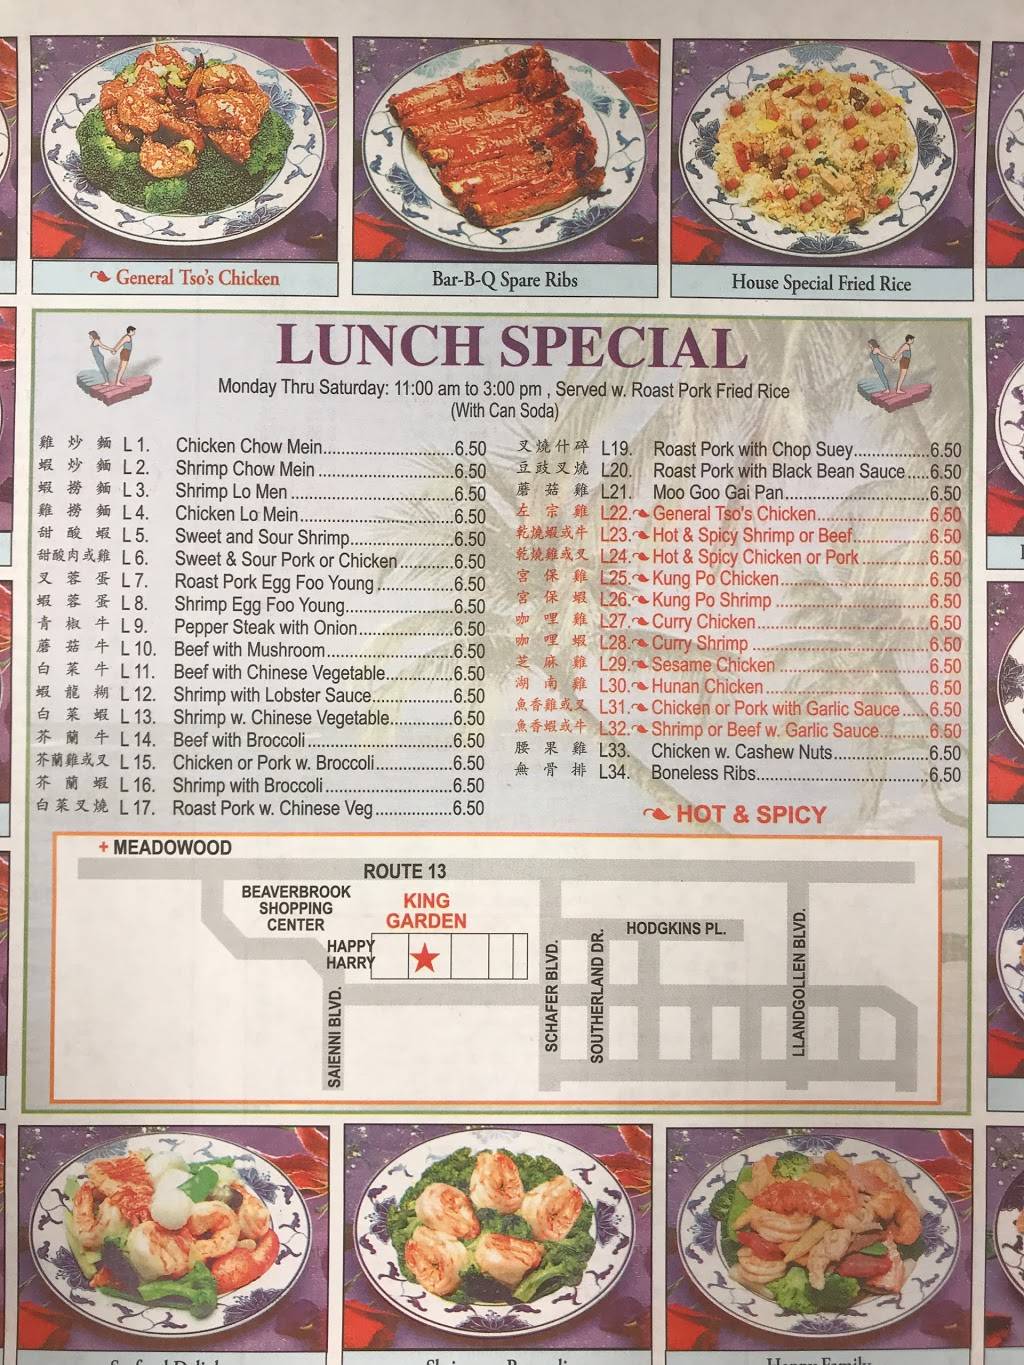 General Tso's Chicken
Bar-B-Q Spare Ribs
House Special Fried Rice
LUNCH SPECIAL
Monday Thru Saturday: 11:00 am to 3:00 pm , Served w. Roast Pork Fried Rice
(With Can Soda)
雞 炒 麵 L 1. Chicken Chow Mein 6.50
蝦 炒 麵 L 2. Shrimp Chow Mein 6.50
蝦 撈 麵 L 3. Shrimp Lo Men 6.50
雞 撈 麵 L 4. Chicken Lo Mein 6.50
甜 酸 蝦 L 5. Sweet and Sour Shrimp 6.50
甜酸肉或雞 L 6. Sweet & Sour Pork or Chicken 6.50
叉 蓉 蛋 L 7. Roast Pork Egg Foo Young 6.50
蝦 蓉 蛋 L 8. Shrimp Egg Foo Young 6.50
青 椒 牛 L 9. Pepper Steak with Onion 6.50
蘑 菇 牛 L 10. Beef with Mushroom 6.50
白 菜 牛 L 11. Beef with Chinese Vegetable 6.50
蝦 龍 糊 L 12. Shrimp with Lobster Sauce 6.50
白 菜 蝦 L 13. Shrimp w. Chinese Vegetable 6.50
芥 蘭 牛 L 14. Beef with Broccoli 6.50
芥蘭雞或叉 L 15. Chicken or Pork w. Broccoli 6.50
芥 蘭 蝦 L 16. Shrimp with Broccoli 6.50
白菜叉燒 L 17. Roast Pork w. Chinese Veg 6.50
叉燒什碎 L19. Roast Pork with Chop Suey 6.50
豆豉叉燒 L20. Roast Pork with Black Bean Sauce 6.50
蘑 菇 雞 L21. Moo Goo Gai Pan 6.50
左 宗 雞 L22. General Tso's Chicken 6.50
乾燒蝦或牛 L23. Hot & Spicy Shrimp or Beef 6.50
乾燒雞或叉 L24. Hot & Spicy Chicken or Pork 6.50
宮 保 雞 L25. Kung Po Chicken 6.50
宮 保 蝦 L26. Kung Po Shrimp 6.50
咖 哩 雞 L27. Curry Chicken 6.50
咖 哩 蝦 L28. Curry Shrimp 6.50
芝 麻 雞 L29. Sesame Chicken 6.50
湖 南 雞 L30. Hunan Chicken 6.50
魚香雞或叉 L31. Chicken or Pork with Garlic Sauce 6.50
魚香蝦或牛 L32. Shrimp or Beef w. Garlic Sauce 6.50
腰 果 雞 L33. Chicken w. Cashew Nuts 6.50
無 骨 排 L34. Boneless Ribs 6.50
HOT & SPICY
+ MEADOWOOD
ROUTE 13
BEAVERBROOK
SHOPPING
CENTER
KING
GARDEN
HAPPY
HARRY
SAIENNI BLVD.
SCHAFER BLVD.
SOUTHERLAND DR.
HODGKINS PL.
LLANDGOLLEN BLVD.